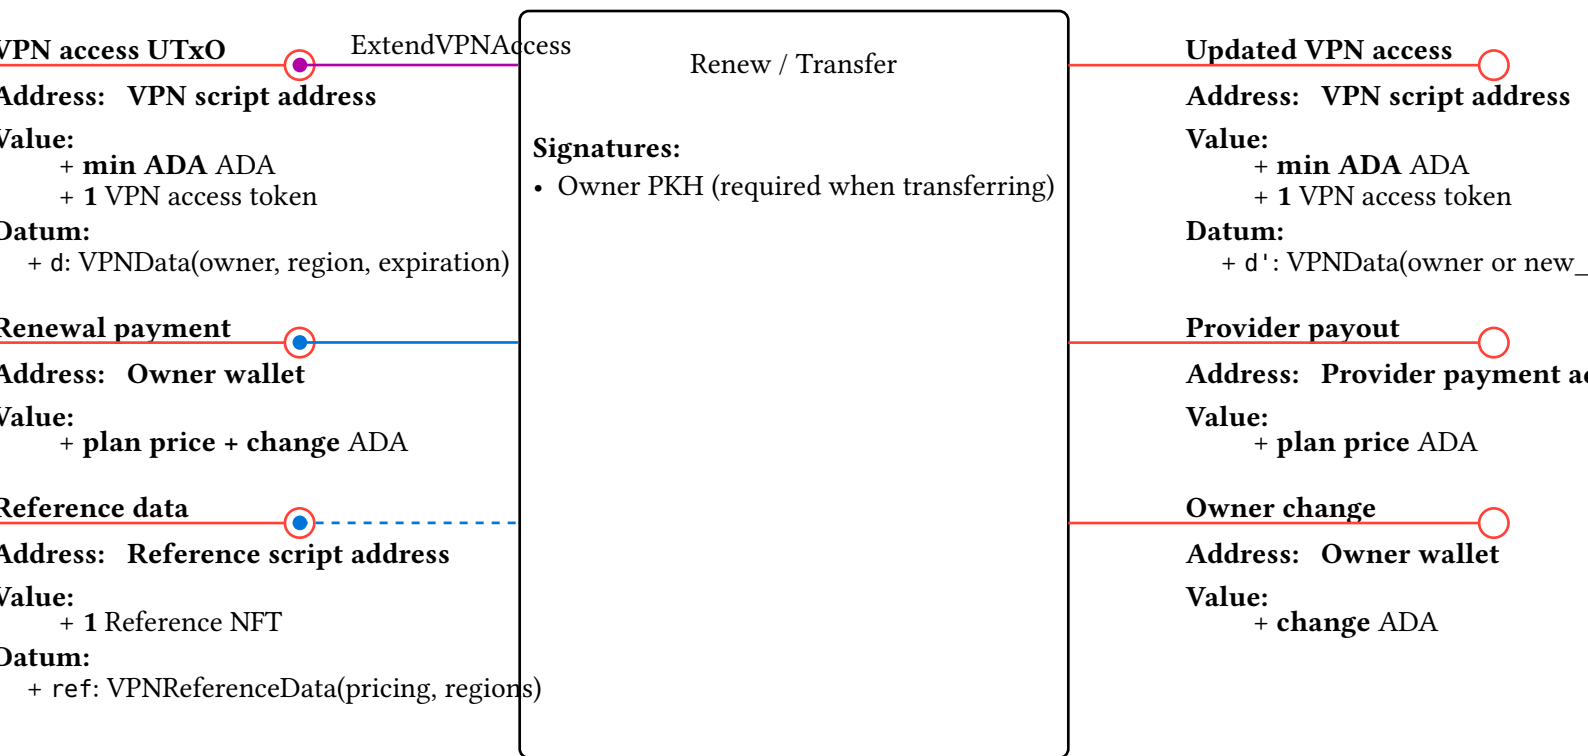 VPN access UTxO
ExtendVPNAccess
Address: VPN script address
Value:
+ min ADA ADA
+ 1 VPN access token
Datum:
+ d: VPNData(owner, region, expiration)
Renewal payment
Address: Owner wallet
Value:
+ plan price + change ADA
Reference data
Address: Reference script address
Value:
+ 1 Reference NFT
Datum:
+ ref: VPNReferenceData(pricing, regions)
Renew / Transfer
Signatures:
• Owner PKH (required when transferring)
Updated VPN access
Address: VPN script address
Value:
+ min ADA ADA
+ 1 VPN access token
Datum:
+ d': VPNData(owner or new_
Provider payout
Address: Provider payment
Value:
+ plan price ADA
Owner change
Address: Owner wallet
Value:
+ change ADA